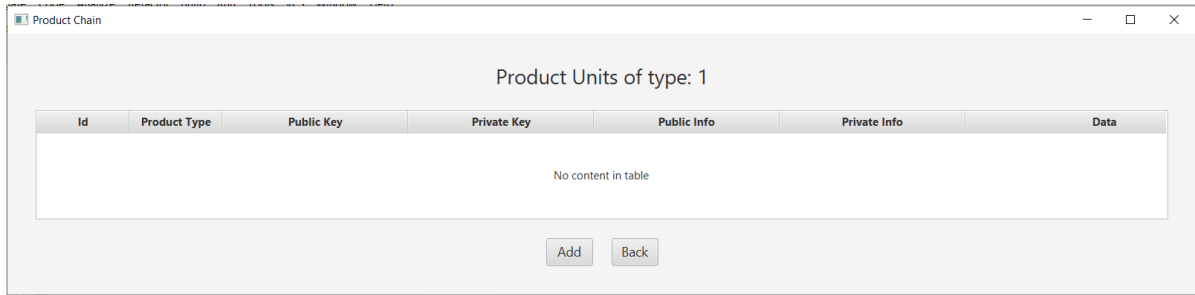 Product Chain
Product Units of type: 1
Id Product Type Public Key Private Key Public Info Private Info Data
No content in table
Add Back